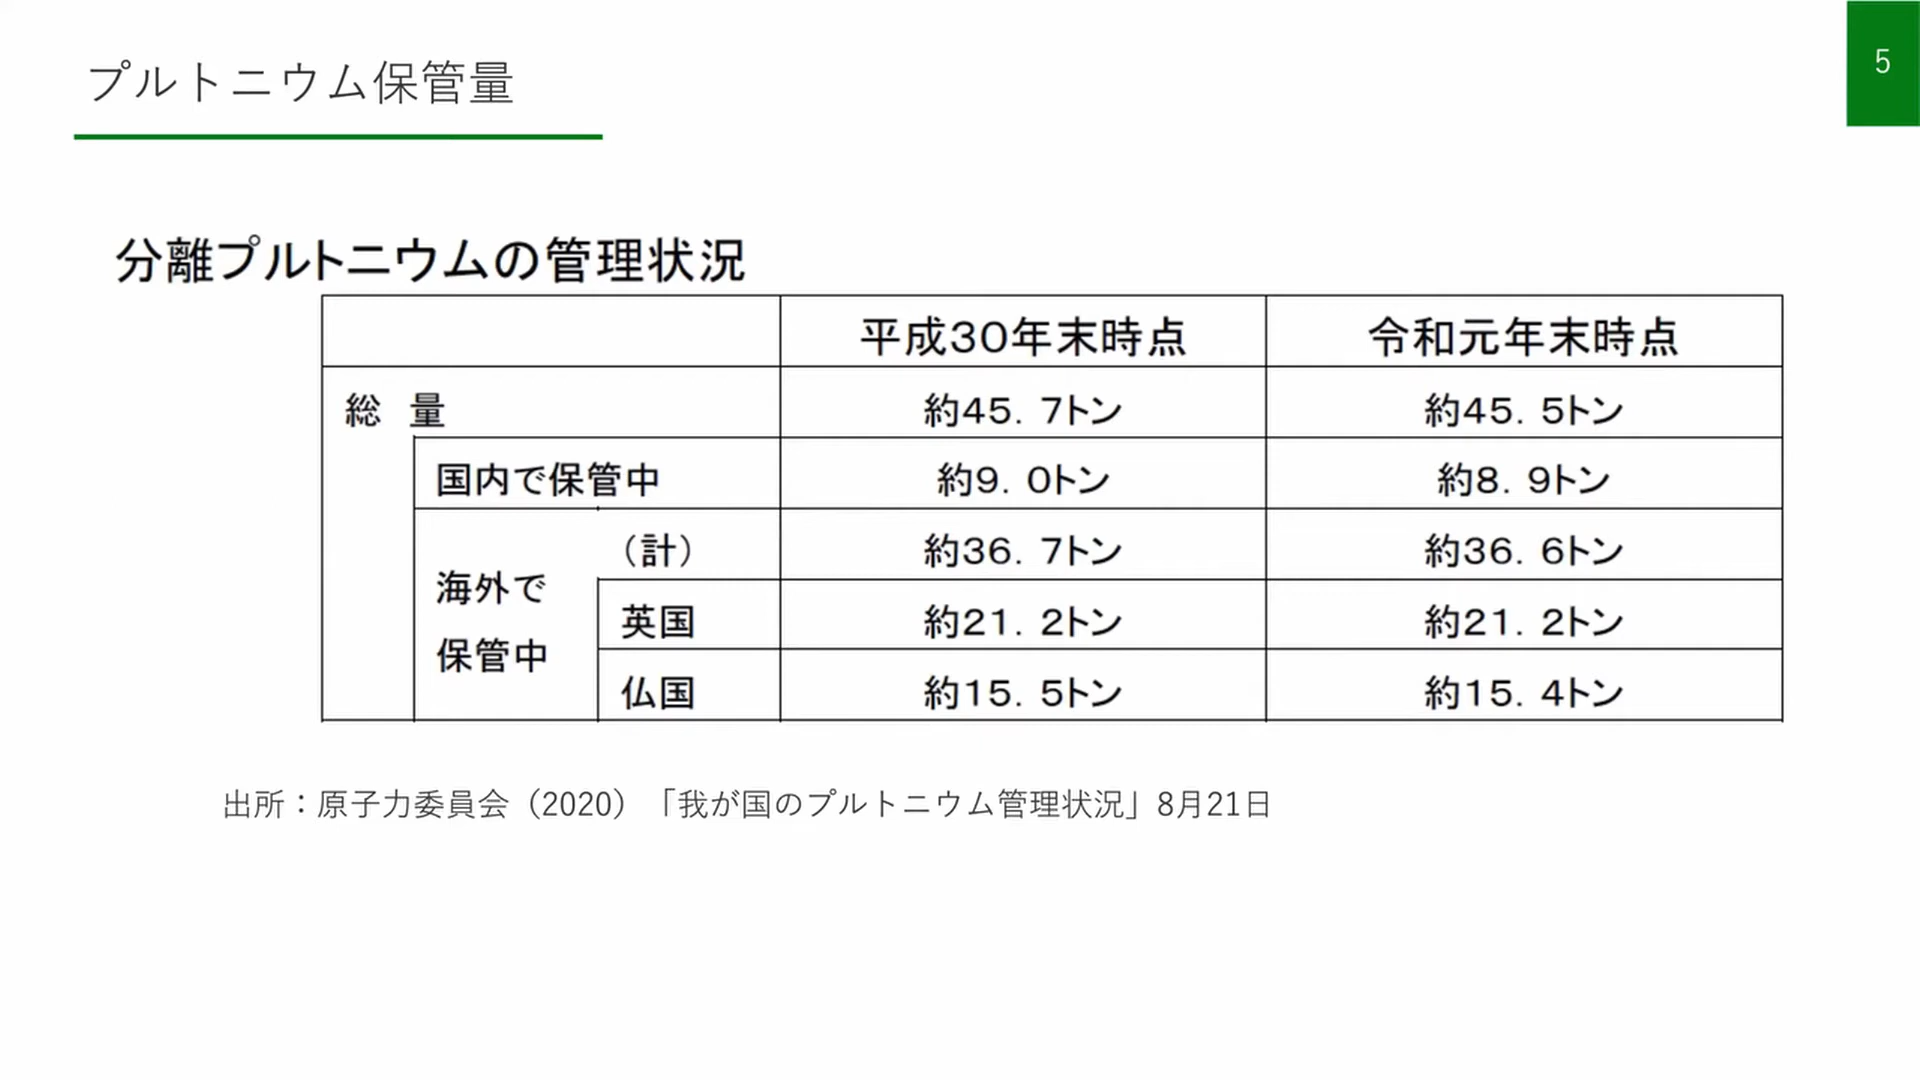 プルトニウム保管量
5
分離プルトニウムの管理状況
平成30年末時点 令和元年末時点
総 量 約45.7トン 約45.5トン
国内で保管中 約9.0トン 約8.9トン
海外で保管中 （計） 約36.7トン 約36.6トン
英国 約21.2トン 約21.2トン
仏国 約15.5トン 約15.4トン
出所：原子力委員会（2020）「我が国のプルトニウム管理状況」8月21日